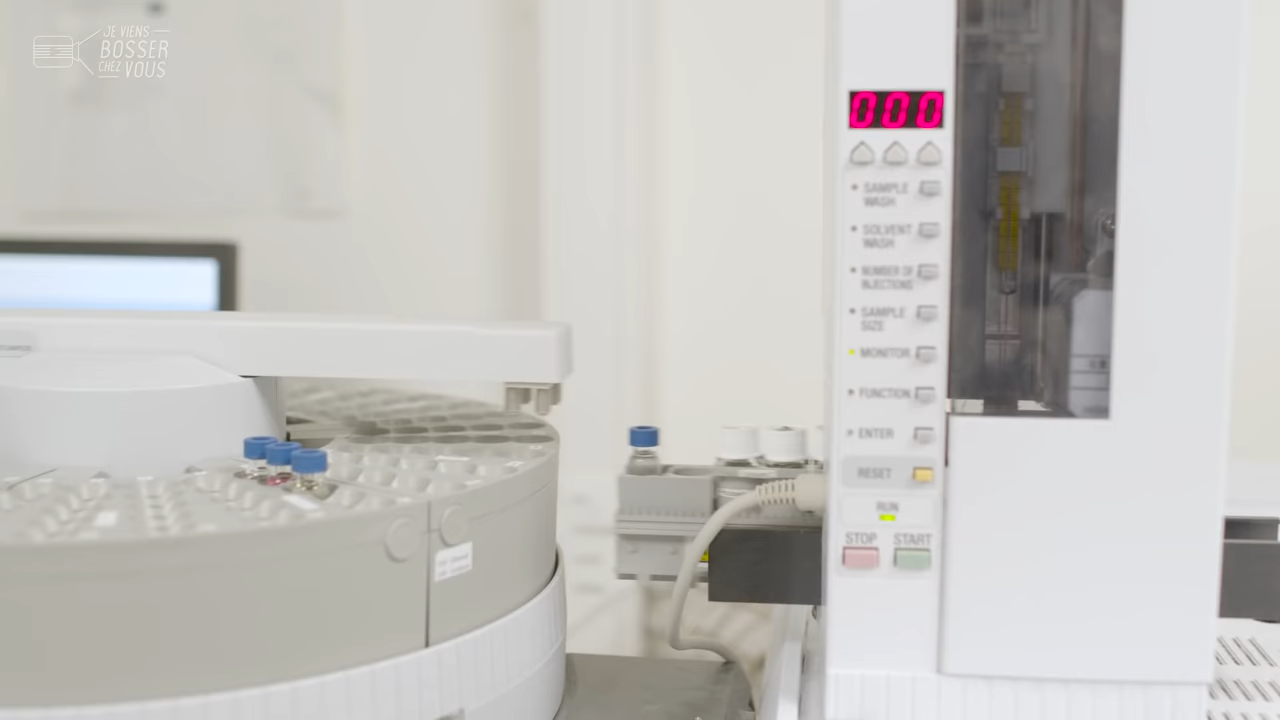 JE VIENS
BOSSER
CHEZ VOUS
000
SAMPLE
WASH
SOLVENT
WASH
NUMBER OF
INJECTIONS
SAMPLE
SIZE
MONITOR
FUNCTION
ENTER
RESET
RUN
STOP START